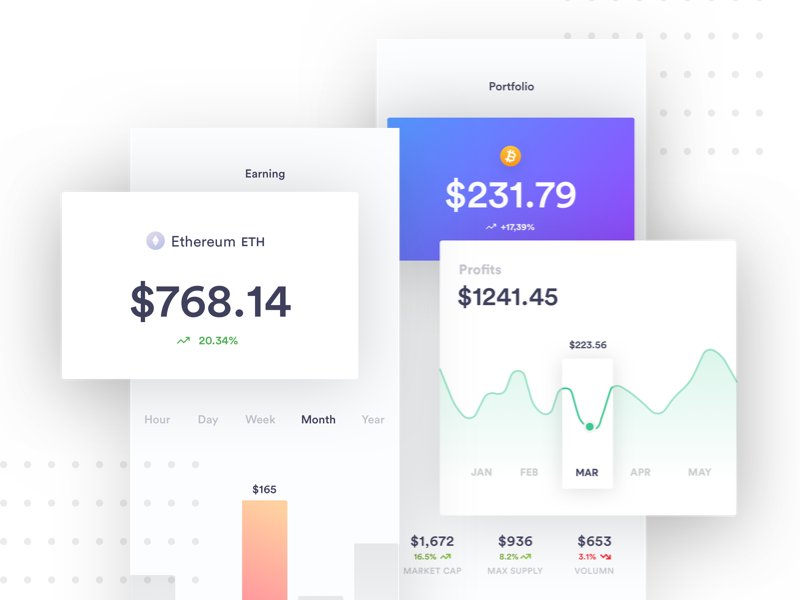 Portfolio
$231.79
+17,39%
Earning
Ethereum ETH
$768.14
20.34%
Profits
$1241.45
$223.56
JAN FEB MAR APR MAY
Hour Day Week Month Year
$165
$1,672 $936 $653
16.5% 8.2% 3.1%
MARKET CAP MAX SUPPLY VOLUMN